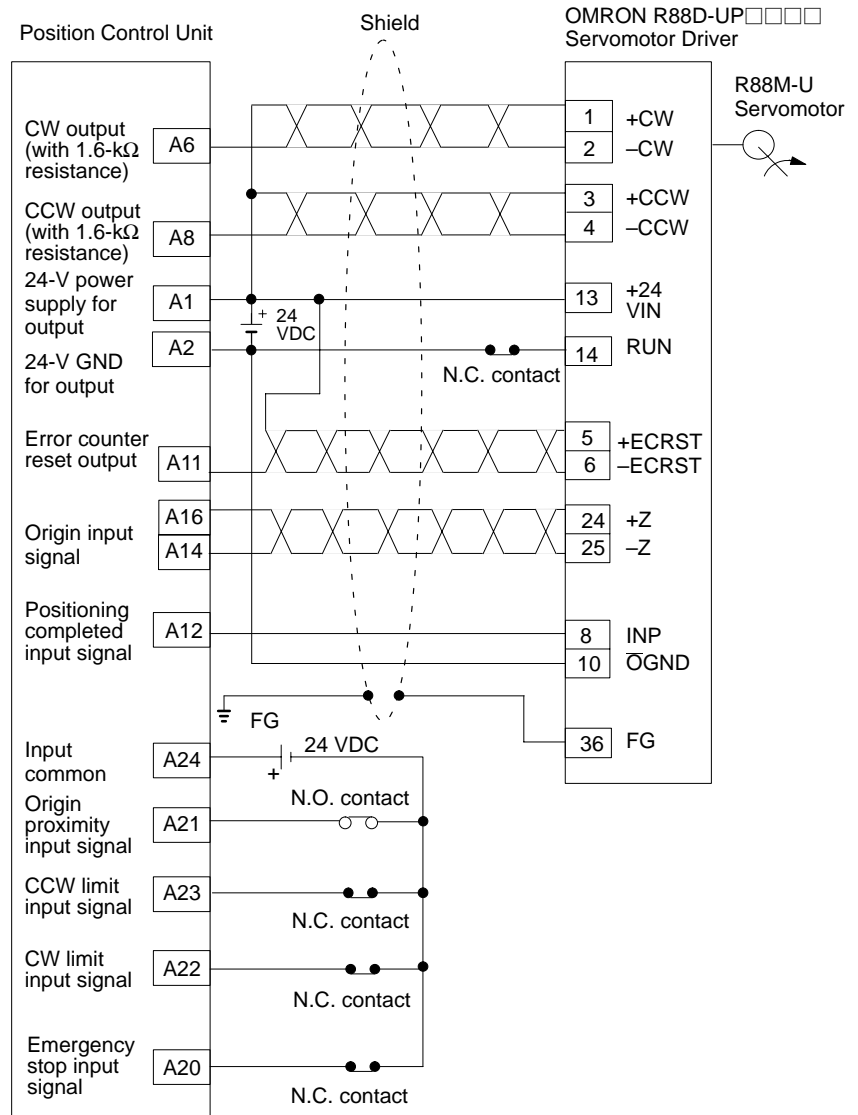 Position Control Unit
Shield
OMRON R88D-UP□□□□
Servomotor Driver
R88M-U
Servomotor
CW output
(with 1.6-kΩ
resistance)
A6
1
+CW
2
–CW
CCW output
(with 1.6-kΩ
resistance)
A8
3
+CCW
4
–CCW
24-V power
supply for
output
A1
+ 24
VDC
13
+24
VIN
A2
24-V GND
for output
N.C. contact
14
RUN
Error counter
reset output
A11
5
+ECRST
6
–ECRST
Origin input
signal
A16
A14
24
+Z
25
–Z
Positioning
completed
input signal
A12
8
INP
10
OGND
FG
36
FG
Input
common
A24
+
24 VDC
Origin
proximity
input signal
A21
N.O. contact
CCW limit
input signal
A23
N.C. contact
CW limit
input signal
A22
N.C. contact
Emergency
stop input
signal
A20
N.C. contact